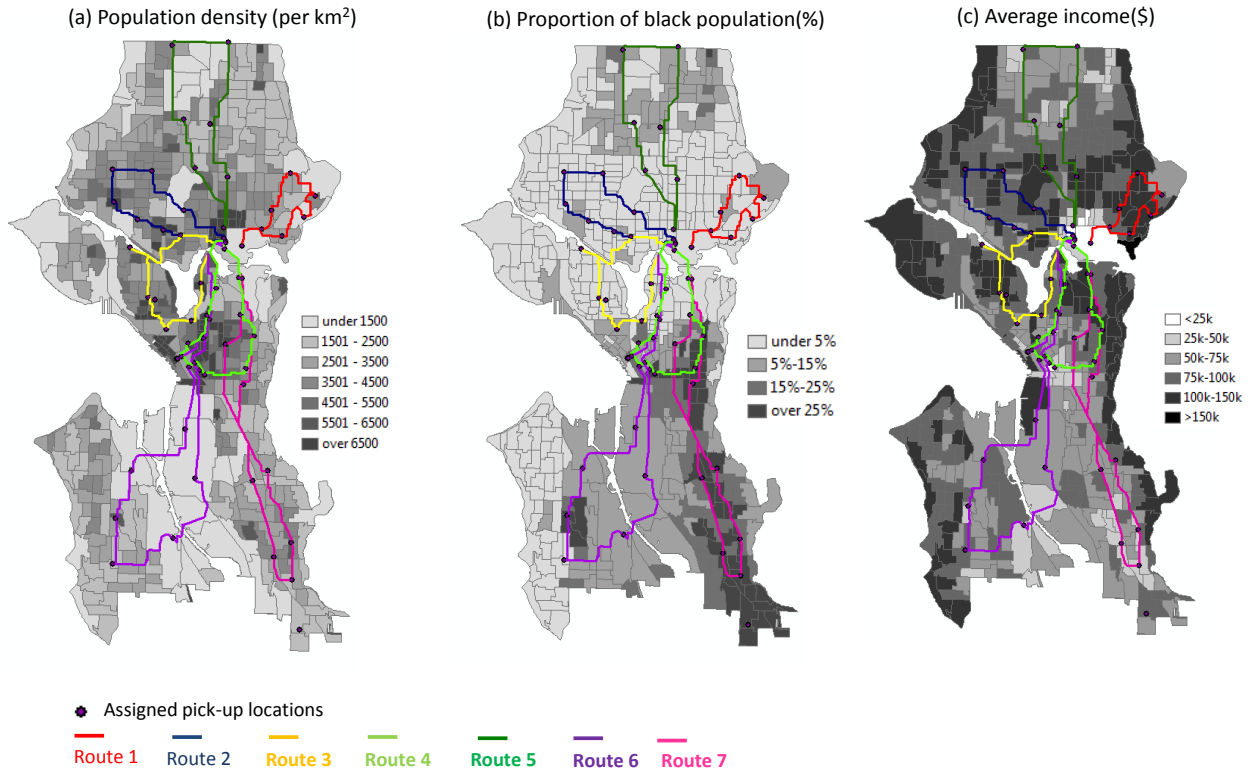 (a) Population density (per km²)
(b) Proportion of black population(%)
(c) Average income($)
under 1500
1501 - 2500
2501 - 3500
3501 - 4500
4501 - 5500
5501 - 6500
over 6500
under 5%
5%-15%
15%-25%
over 25%
<25k
25k-50k
50k-75k
75k-100k
100k-150k
>150k
Assigned pick-up locations
Route 1 Route 2 Route 3 Route 4 Route 5 Route 6 Route 7